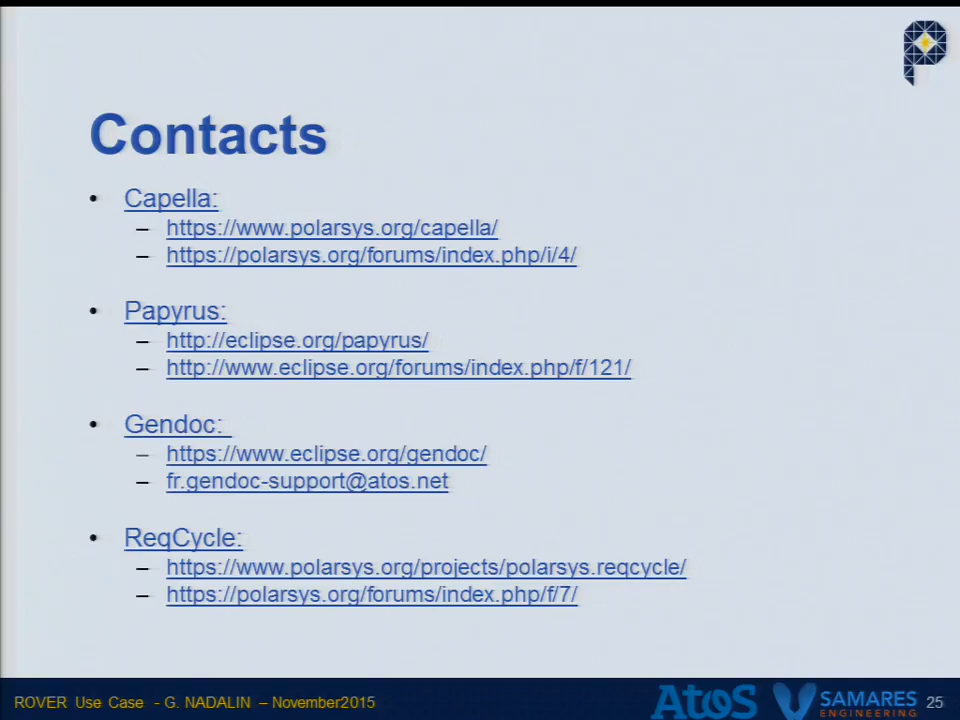 Contacts
• Capella:
– https://www.polarsys.org/capella/
– https://polarsys.org/forums/index.php/i/4/
• Papyrus:
– http://eclipse.org/papyrus/
– http://www.eclipse.org/forums/index.php/f/121/
• Gendoc:
– https://www.eclipse.org/gendoc/
– fr.gendoc-support@atos.net
• ReqCycle:
– https://www.polarsys.org/projects/polarsys.reqcycle/
– https://polarsys.org/forums/index.php/f/7/
ROVER Use Case - G. NADALIN – November2015
Atos
SAMARES
ENGINEERING
25